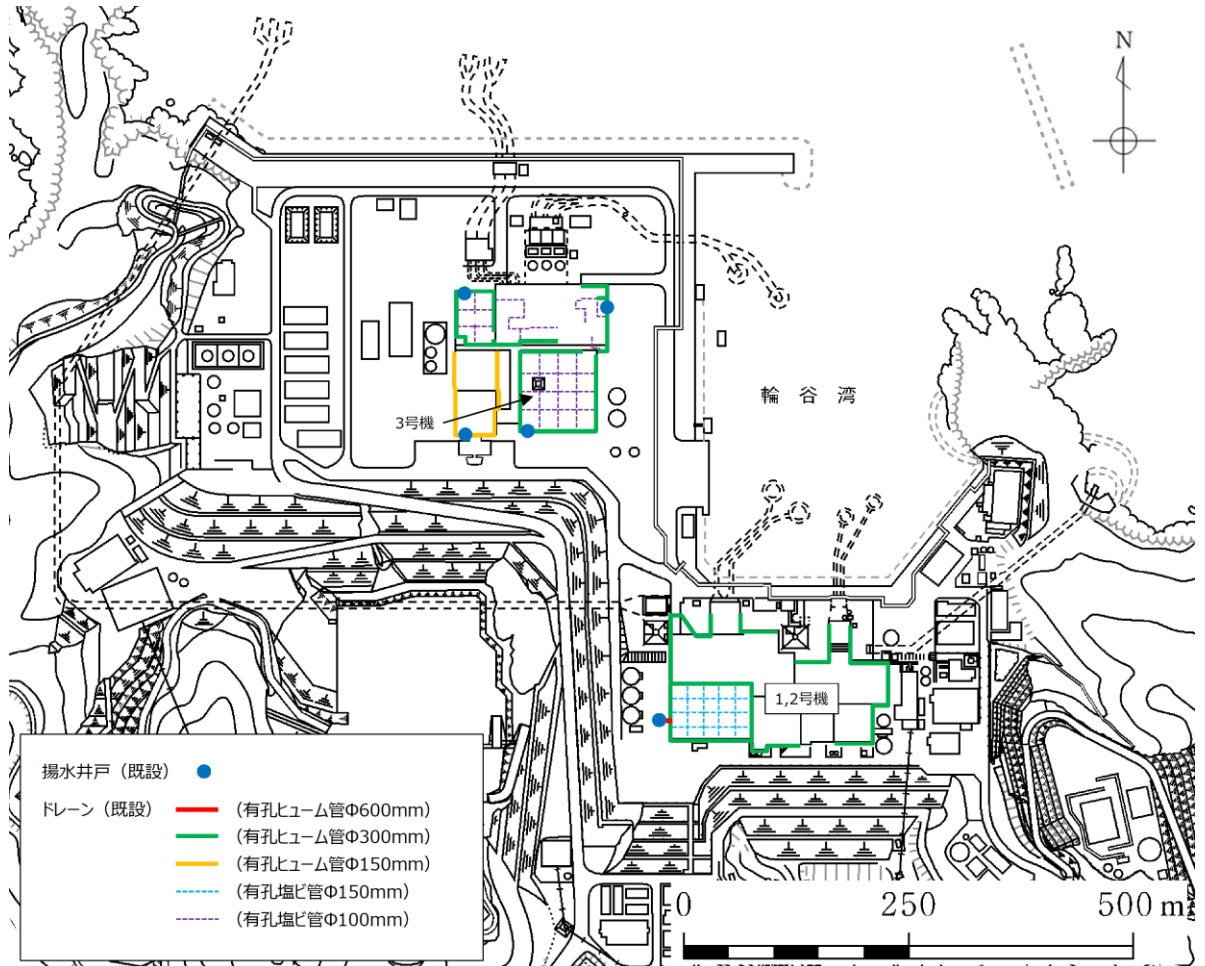 N
輪谷湾
3号機
1,2号機
揚水井戸(既設)
ドレーン(既設)
(有孔ヒューム管Φ600mm)
(有孔ヒューム管Φ300mm)
(有孔ヒューム管Φ150mm)
(有孔塩ビ管Φ150mm)
(有孔塩ビ管Φ100mm)
0 250 500 m